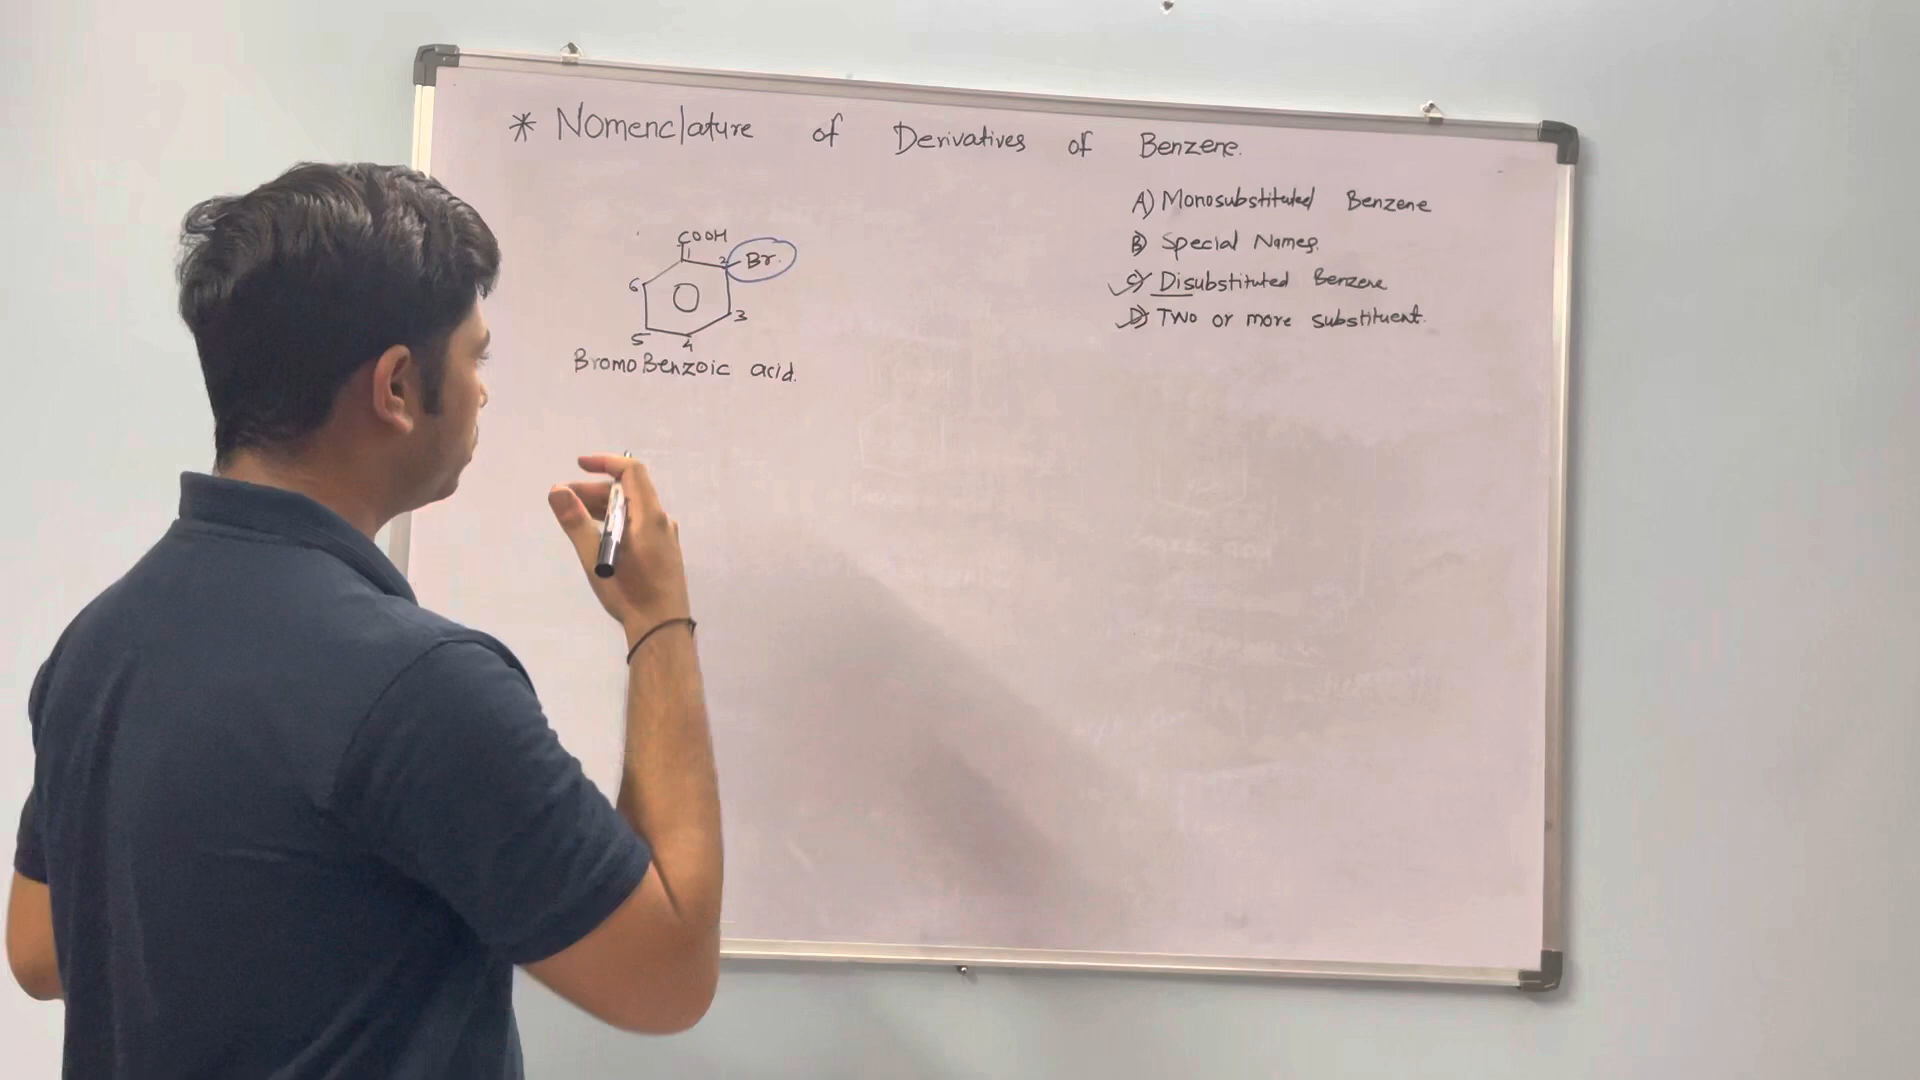 * Nomenclature of Derivatives of Benzene.
A) Monosubstituted Benzene
B) Special Names.
C) Disubstituted Benzene
D) Two or more substituent.
COOH
1
2 Br.
6
3
5
4
BromoBenzoic acid.